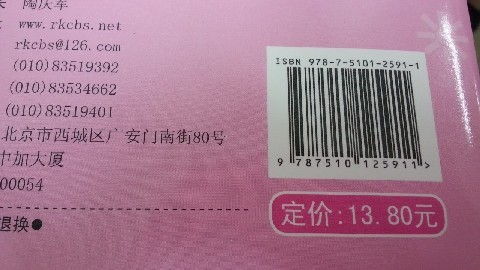 陶庆军
www.rkcbs.net
rkcbs@126.com
(010)83519392
(010)83534662
(010)83519401
北京市西城区广安门南街80号
中加大厦
00054
退换●
ISBN 978-7-5101-2591-1
9 787510 125911 >
定价:13.80元